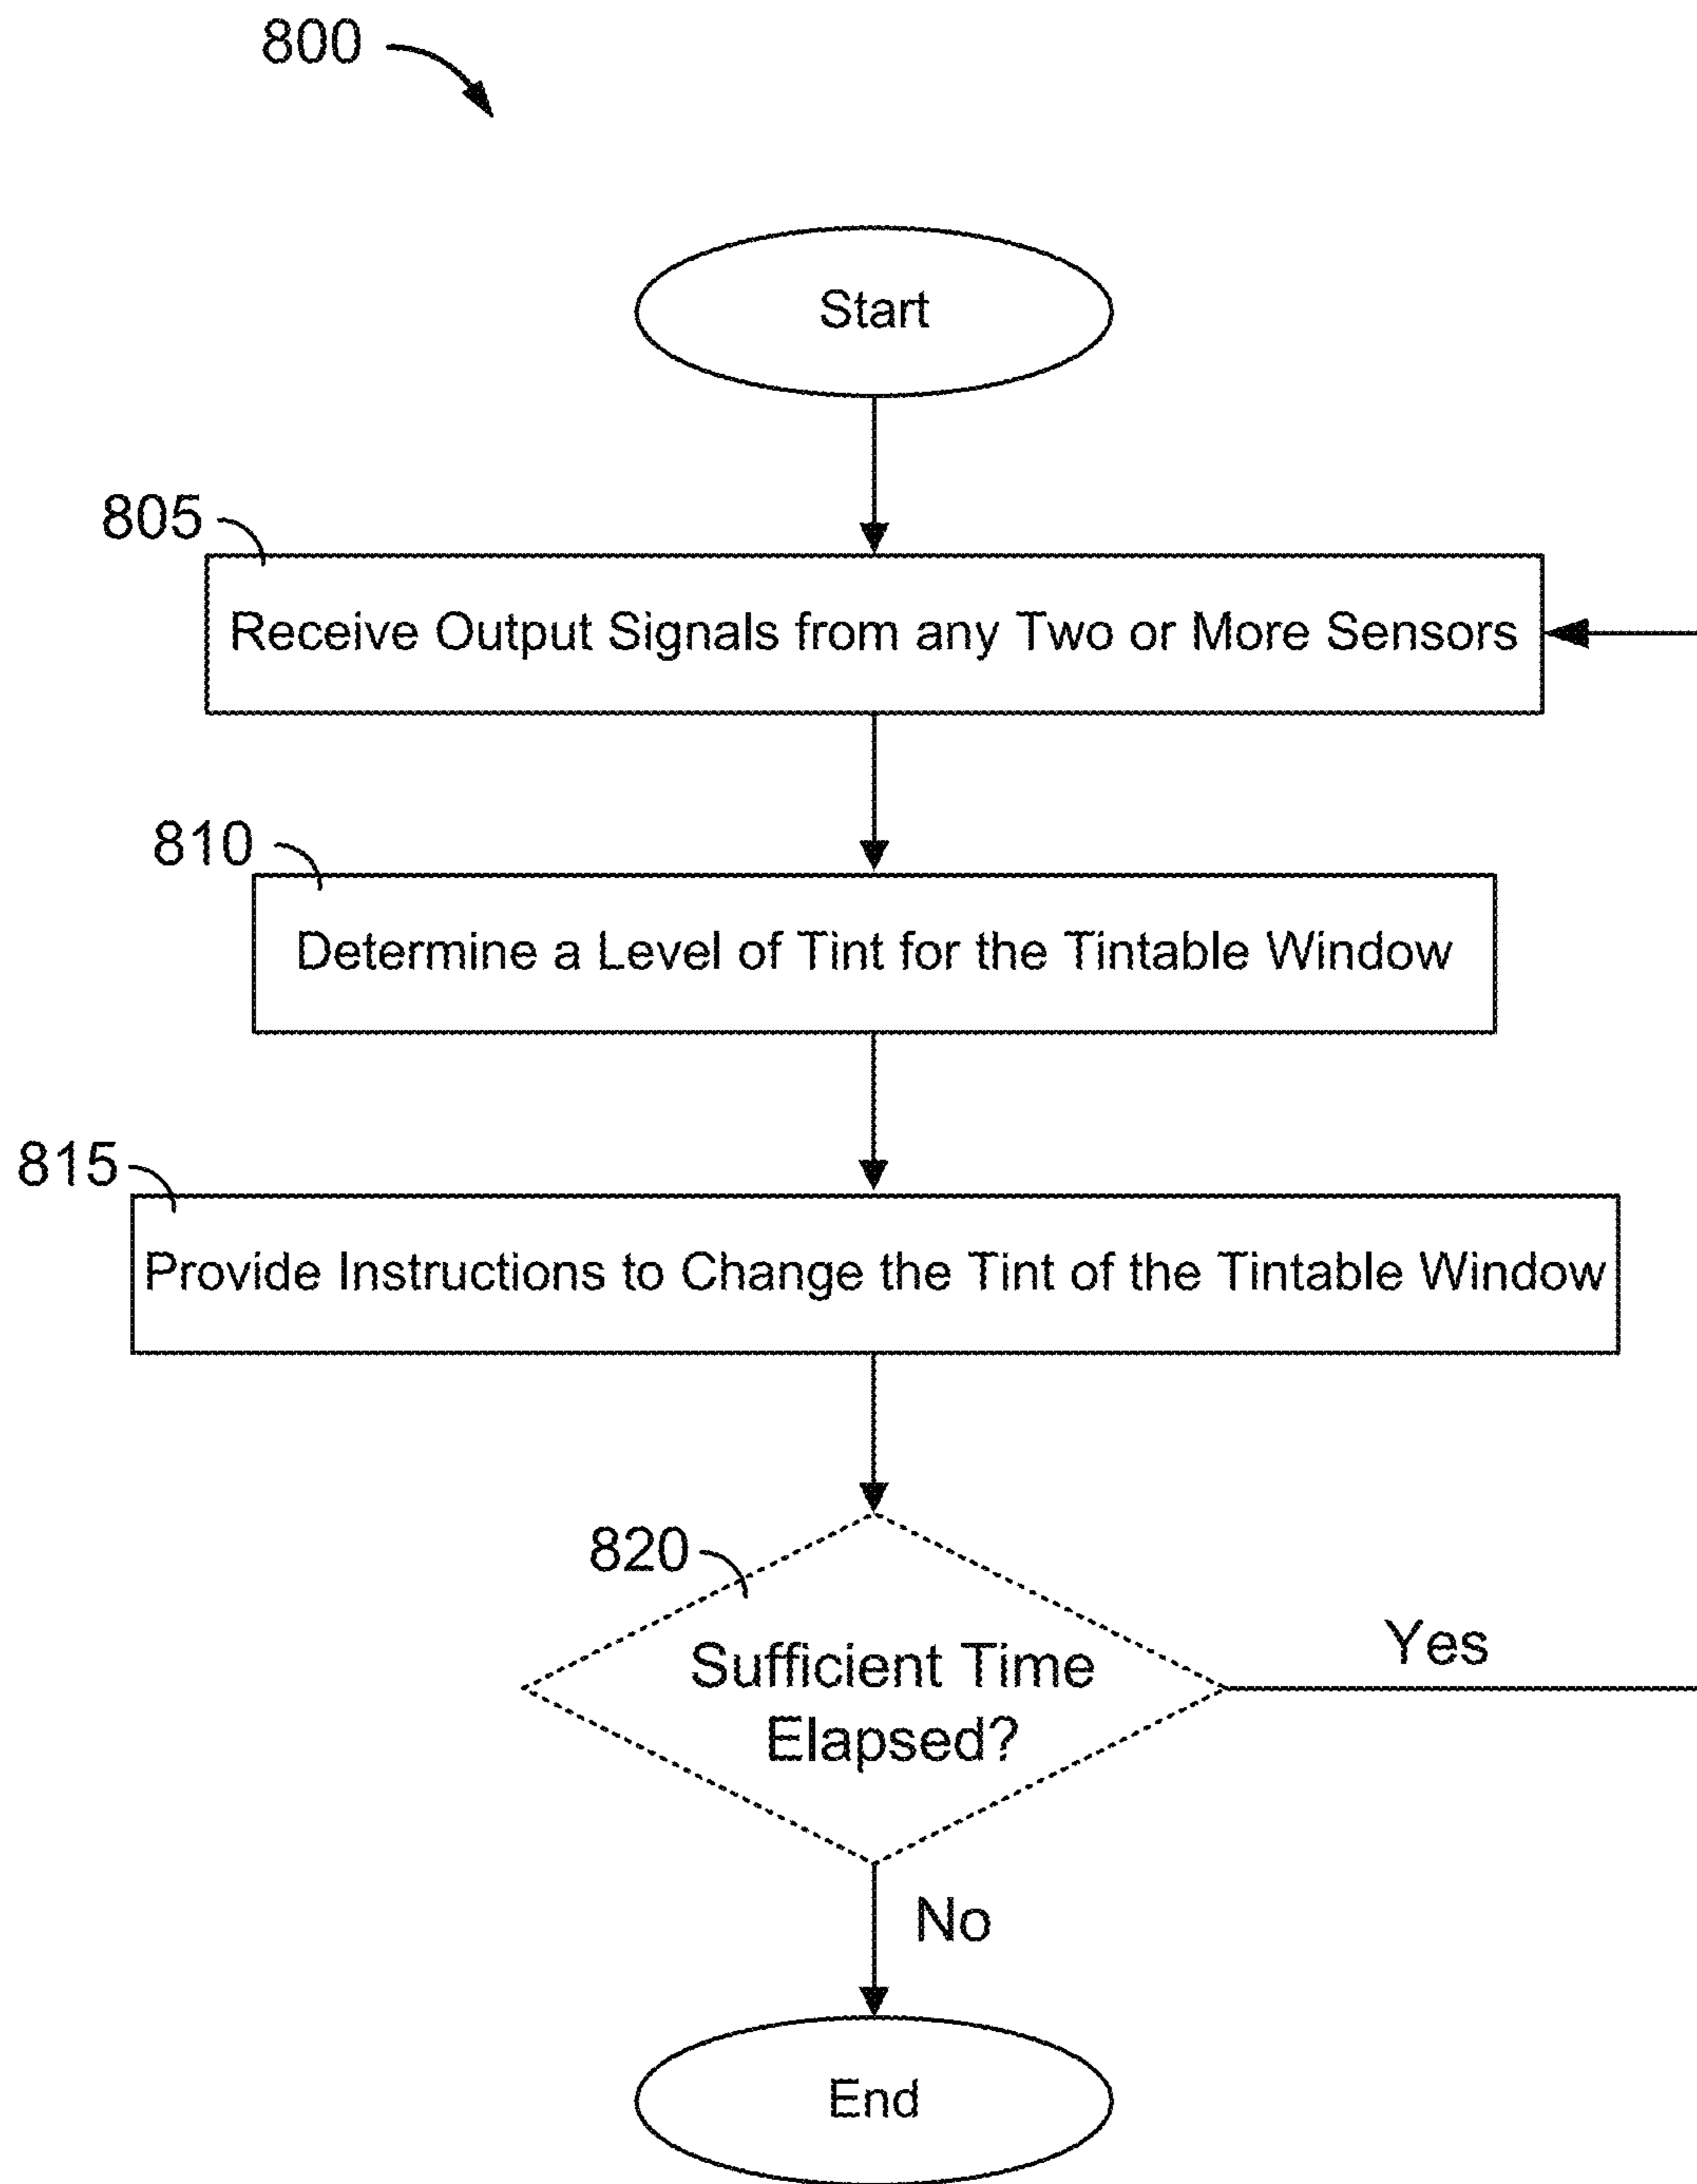 800
Start
805
Receive Output Signals from any Two or More Sensors
810
Determine a Level of Tint for the Tintable Window
815
Provide Instructions to Change the Tint of the Tintable Window
820
Sufficient Time
Elapsed?
Yes
No
End